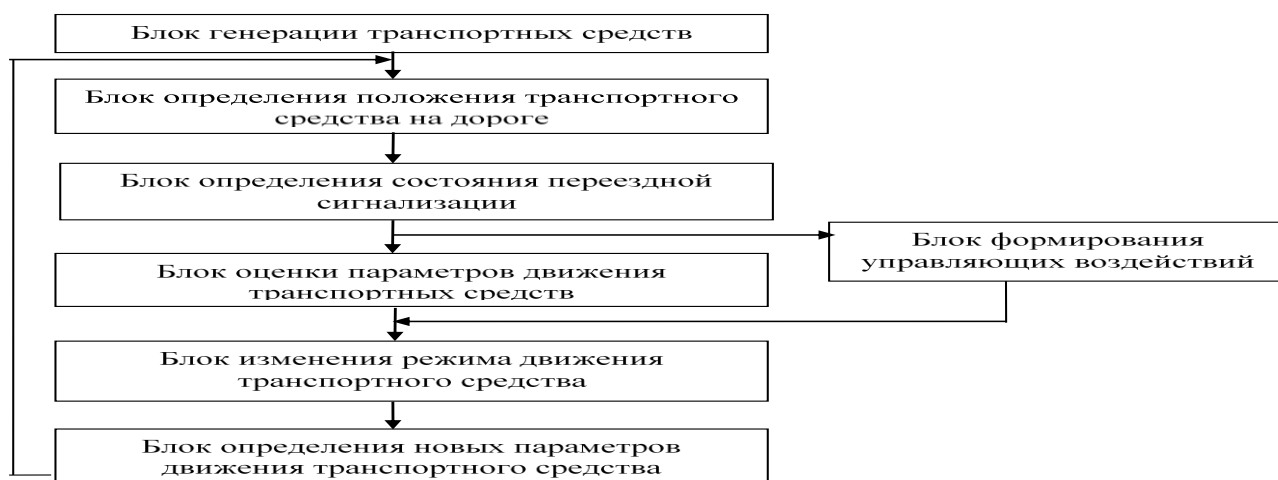 Блок генерации транспортных средств
Блок определения положения транспортного
средства на дороге
Блок определения состояния переездной
сигнализации
Блок формирования
управляющих воздействий
Блок оценки параметров движения
транспортных средств
Блок изменения режима движения
транспортного средства
Блок определения новых параметров
движения транспортного средства